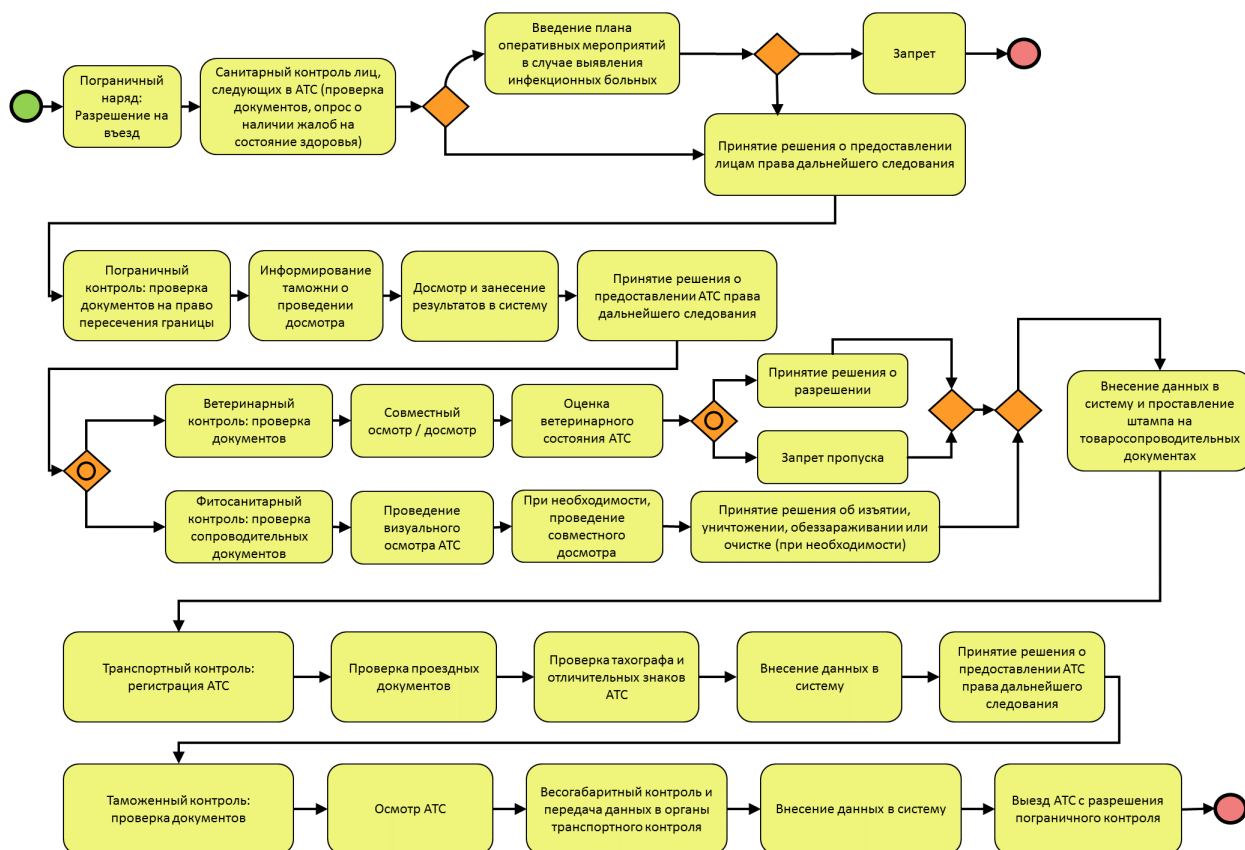 Пограничный
наряд:
Разрешение на
въезд
Санитарный контроль лиц,
следующих в АТС (проверка
документов, опрос о
наличии жалоб на
состояние здоровья)
Введение плана
оперативных мероприятий
в случае выявления
инфекционных больных
Запрет
Принятие решения о предоставлении
лицам права дальнейшего следования
Пограничный
контроль: проверка
документов на право
пересечения границы
Информирование
таможни о
проведении
досмотра
Досмотр и занесение
результатов в систему
Принятие решения о
предоставлении АТС права
дальнейшего следования
Ветеринарный
контроль: проверка
документов
Совместный
осмотр / досмотр
Оценка
ветеринарного
состояния АТС
Принятие решения о
разрешении
Запрет пропуска
Внесение данных в
систему и проставление
штампа на
товаросопроводительных
документах
Фитосанитарный
контроль: проверка
сопроводительных
документов
Проведение
визуального
осмотра АТС
При необходимости,
проведение
совместного
досмотра
Принятие решения об изъятии,
уничтожении, обеззараживании или
очистке (при необходимости)
Транспортный контроль:
регистрация АТС
Проверка проездных
документов
Проверка тахографа и
отличительных знаков
АТС
Внесение данных в
систему
Принятие решения о
предоставлении АТС
права дальнейшего
следования
Таможенный контроль:
проверка документов
Осмотр АТС
Весогабаритный контроль и
передача данных в органы
транспортного контроля
Внесение данных в систему
Выезд АТС с разрешения
пограничного контроля